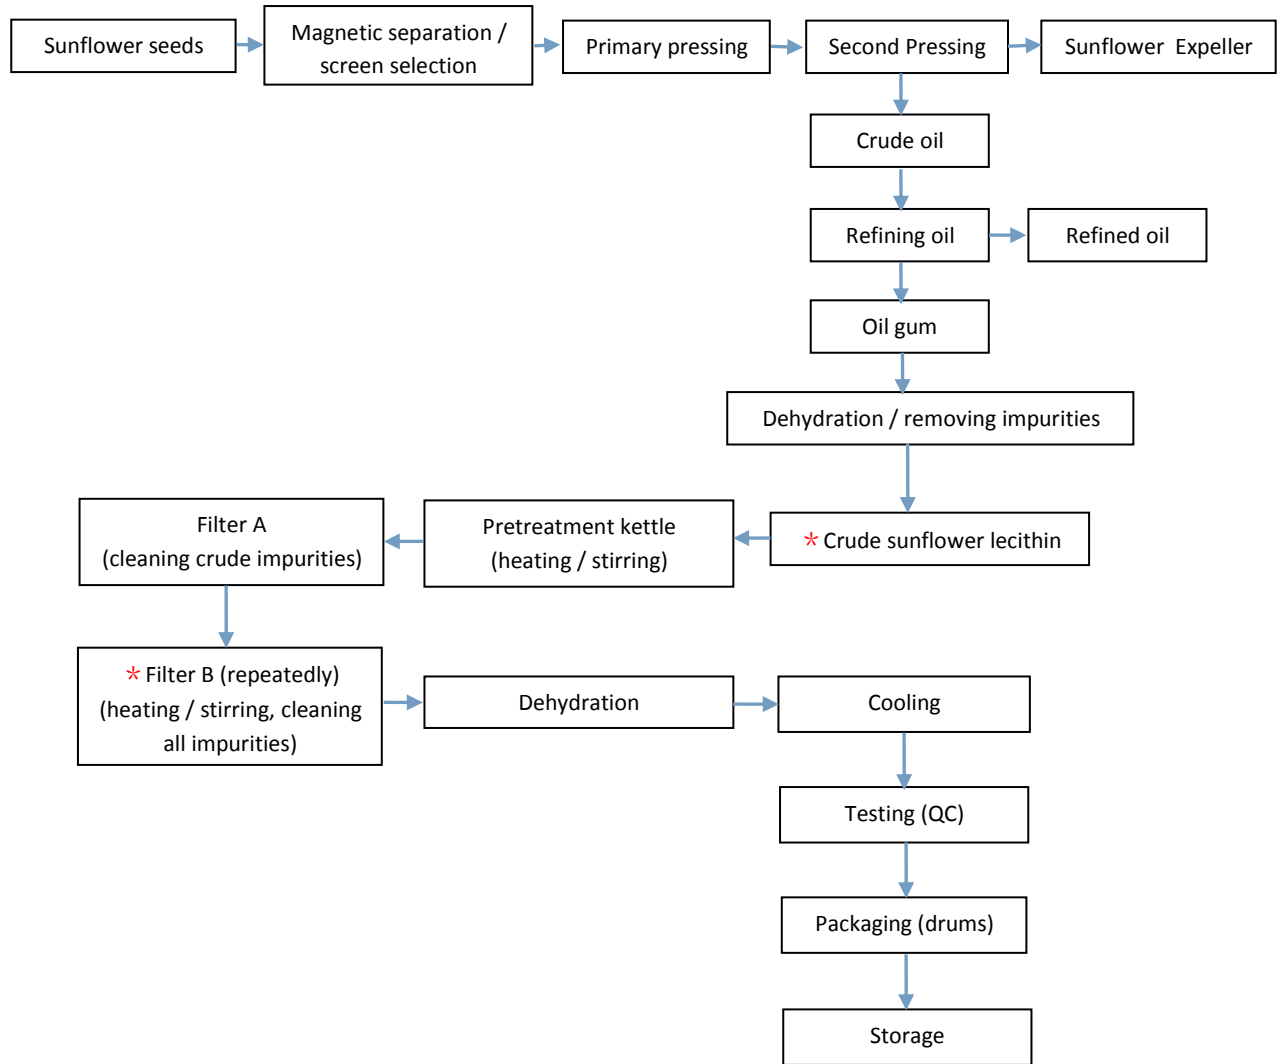 Sunflower seeds
Magnetic separation /
screen selection
Primary pressing
Second Pressing
Sunflower Expeller
Crude oil
Refining oil
Refined oil
Oil gum
Dehydration / removing impurities
* Crude sunflower lecithin
Pretreatment kettle
(heating / stirring)
Filter A
(cleaning crude impurities)
* Filter B (repeatedly)
(heating / stirring, cleaning
all impurities)
Dehydration
Cooling
Testing (QC)
Packaging (drums)
Storage